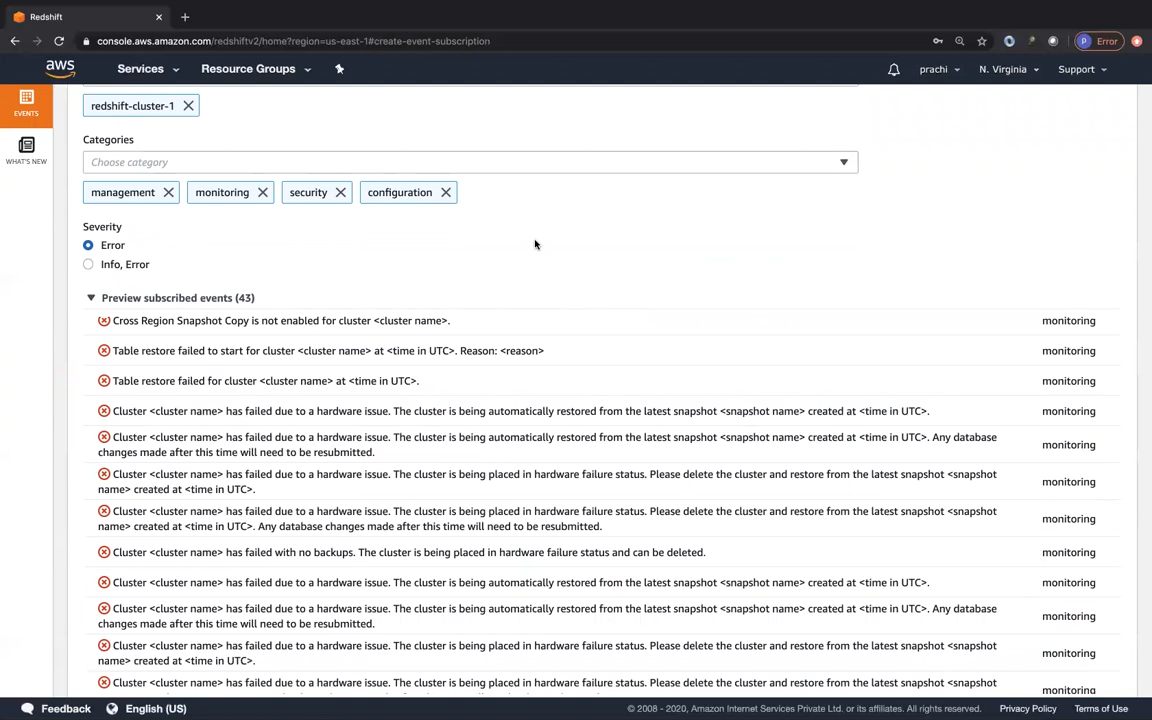 Redshift
console.aws.amazon.com/redshiftv2/home?region=us-east-1#create-event-subscription
P Error
aws Services Resource Groups prachi N. Virginia Support
EVENTS
WHAT'S NEW
redshift-cluster-1
Categories
Choose category
management monitoring security configuration
Severity
Error
Info, Error
Preview subscribed events (43)
Cross Region Snapshot Copy is not enabled for cluster <cluster name>. monitoring
Table restore failed to start for cluster <cluster name> at <time in UTC>. Reason: <reason> monitoring
Table restore failed for cluster <cluster name> at <time in UTC>. monitoring
Cluster <cluster name> has failed due to a hardware issue. The cluster is being automatically restored from the latest snapshot <snapshot name> created at <time in UTC>. monitoring
Cluster <cluster name> has failed due to a hardware issue. The cluster is being automatically restored from the latest snapshot <snapshot name> created at <time in UTC>. Any database
changes made after this time will need to be resubmitted. monitoring
Cluster <cluster name> has failed due to a hardware issue. The cluster is being placed in hardware failure status. Please delete the cluster and restore from the latest snapshot <snapshot
name> created at <time in UTC>. monitoring
Cluster <cluster name> has failed due to a hardware issue. The cluster is being placed in hardware failure status. Please delete the cluster and restore from the latest snapshot <snapshot
name> created at <time in UTC>. Any database changes made after this time will need to be resubmitted. monitoring
Cluster <cluster name> has failed with no backups. The cluster is being placed in hardware failure status and can be deleted. monitoring
Cluster <cluster name> has failed due to a hardware issue. The cluster is being automatically restored from the latest snapshot <snapshot name> created at <time in UTC>. monitoring
Cluster <cluster name> has failed due to a hardware issue. The cluster is being automatically restored from the latest snapshot <snapshot name> created at <time in UTC>. Any database
changes made after this time will need to be resubmitted. monitoring
Cluster <cluster name> has failed due to a hardware issue. The cluster is being placed in hardware failure status. Please delete the cluster and restore from the latest snapshot <snapshot
name> created at <time in UTC>. monitoring
Cluster <cluster name> has failed due to a hardware issue. The cluster is being placed in hardware failure status. Please delete the cluster and restore from the latest snapshot <snapshot
monitoring
Feedback English (US) © 2008 - 2020, Amazon Internet Services Private Ltd. or its affiliates. All rights reserved. Privacy Policy Terms of Use